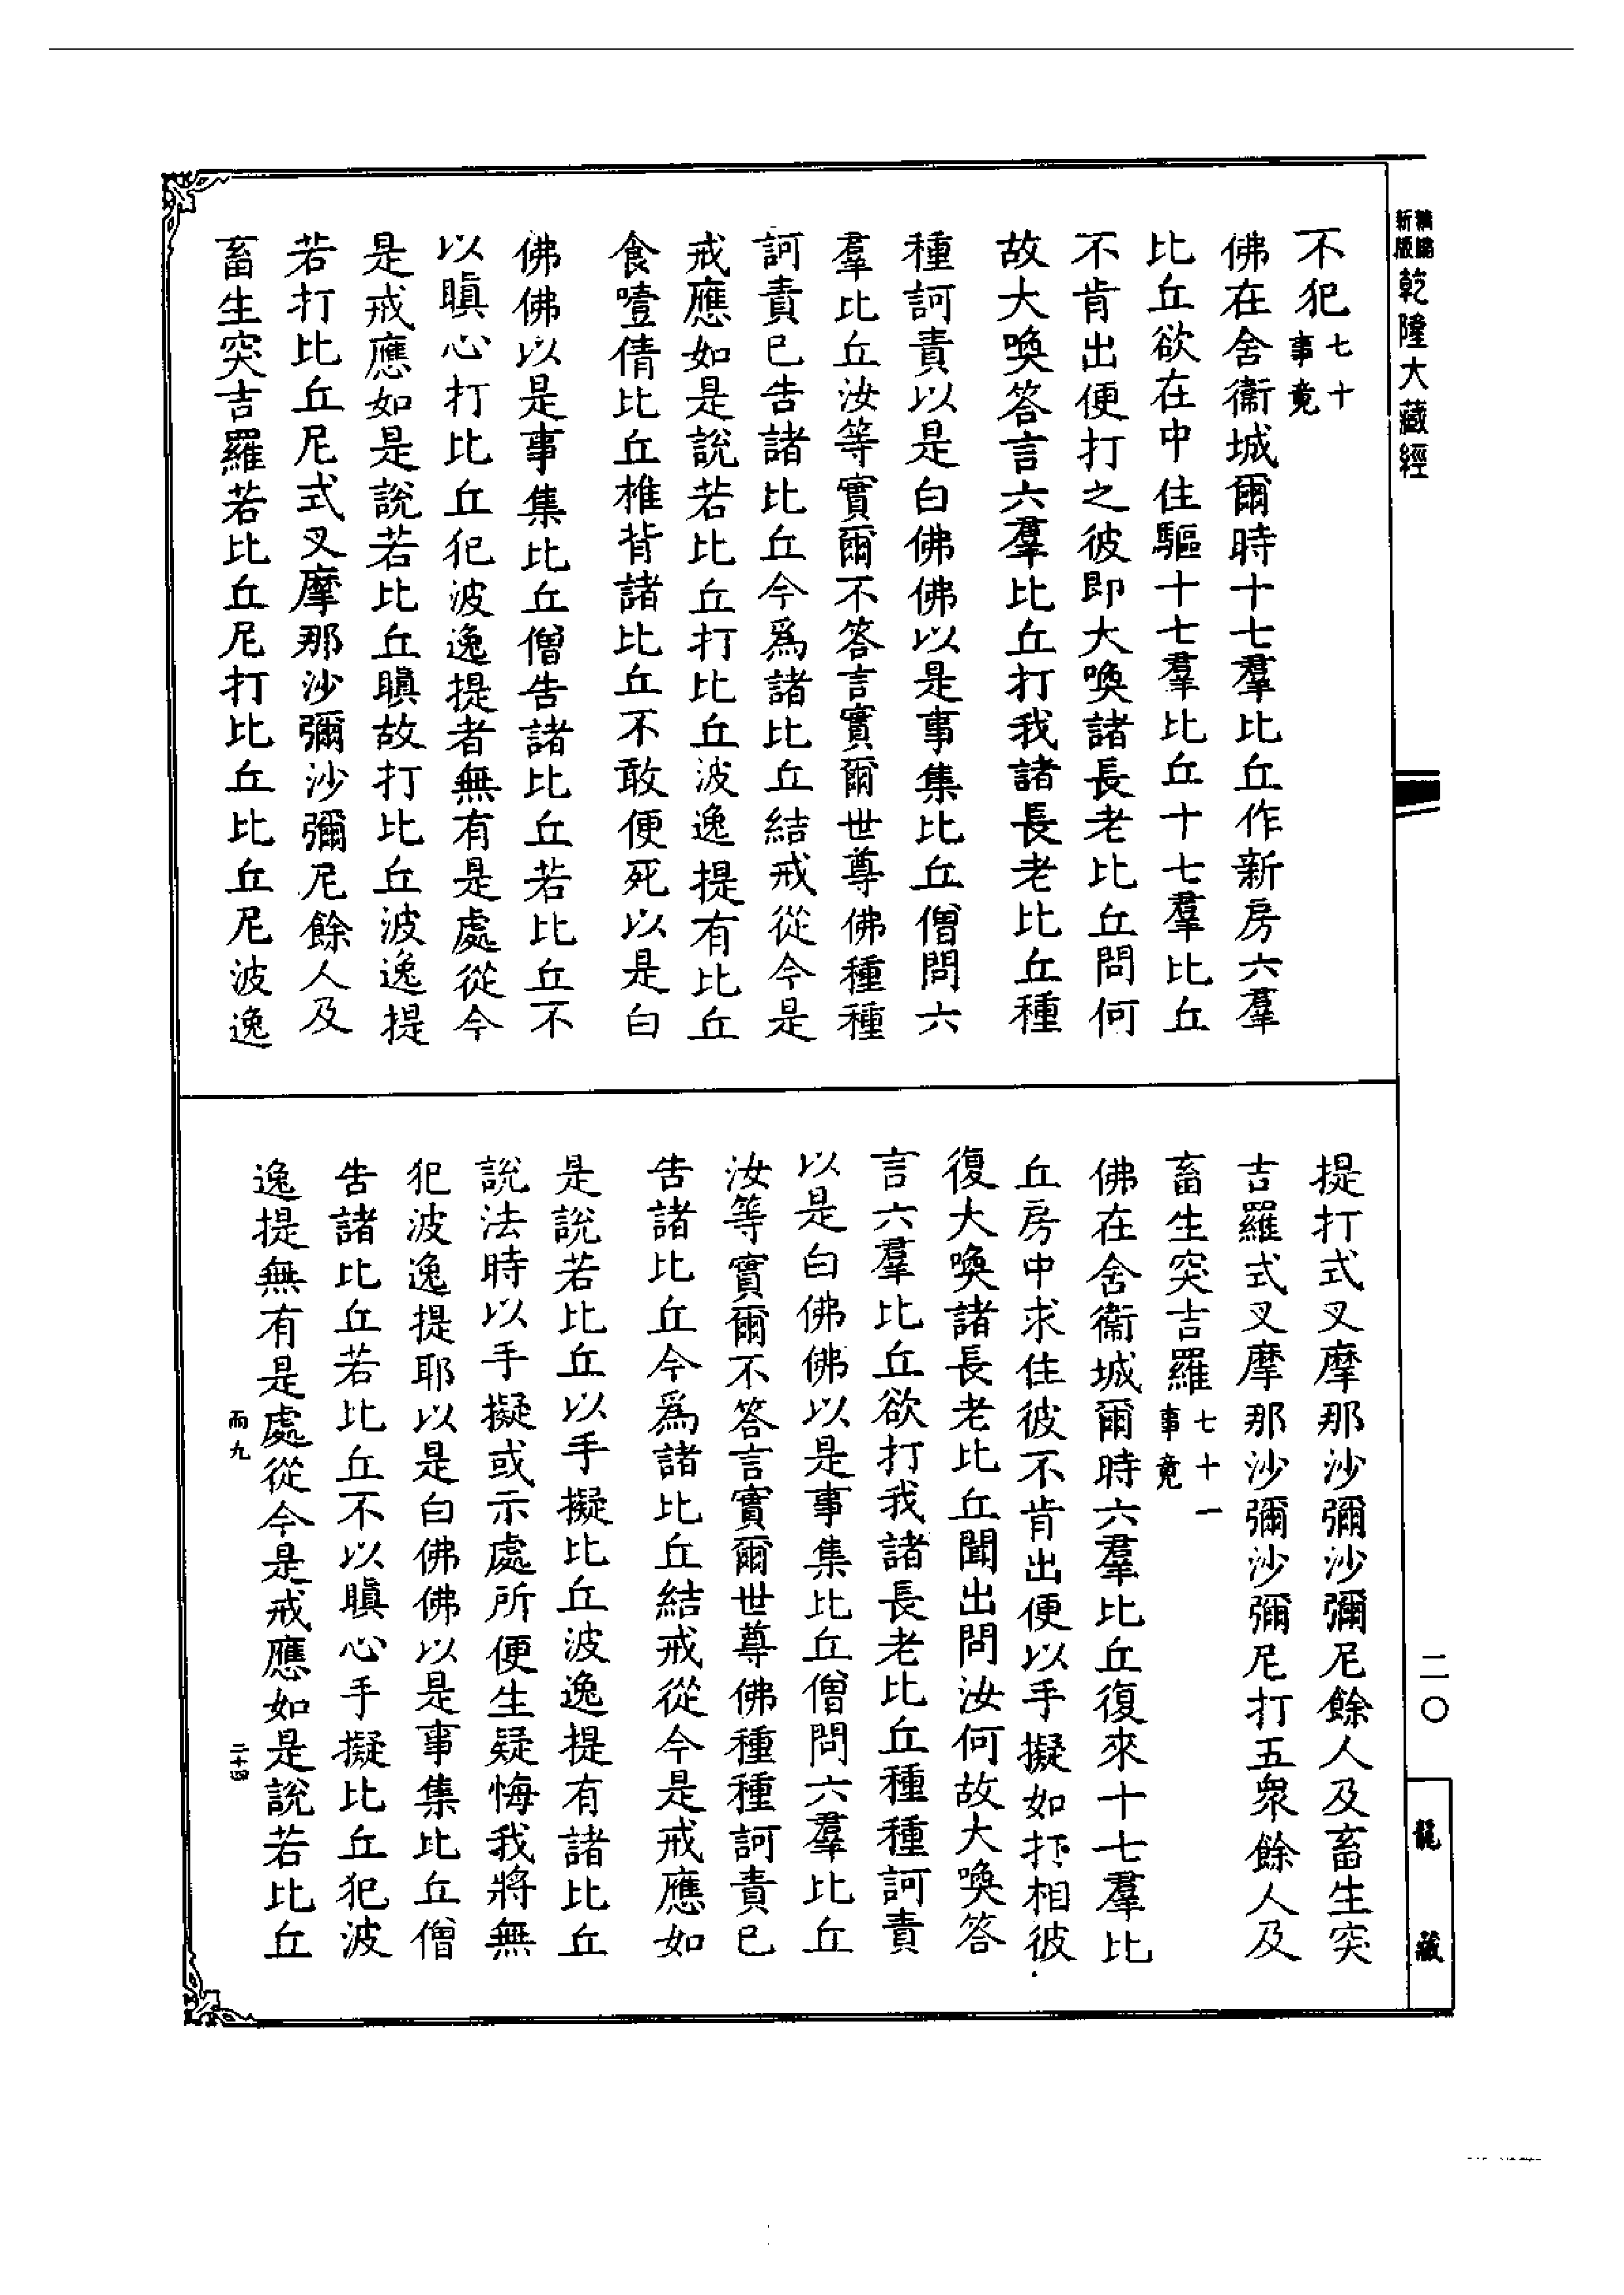 新編
縮版
乾隆大藏經
不犯七十事竟
佛在舍衞城爾時十七羣比丘作新房六羣
比丘欲在中住驅十七羣比丘十七羣比丘
不肯出便打之彼即大喚諸長老比丘問何
故大喚答言六羣比丘打我諸長老比丘種
種訶責以是白佛佛以是事集比丘僧問六
羣比丘汝等實爾不答言實爾世尊佛種種
訶責已告諸比丘今爲諸比丘結戒從今是
戒應如是說若比丘打比丘波逸提有比丘
食噎倩比丘椎背諸比丘不敢便死以是白
佛佛以是事集比丘僧告諸比丘若比丘不
以瞋心打比丘犯波逸提者無有是處從今
是戒應如是說若比丘瞋故打比丘波逸提
若打比丘尼式叉摩那沙彌沙彌尼餘人及
畜生突吉羅若比丘尼打比丘比丘尼波逸
提打式叉摩那沙彌沙彌尼餘人及畜生突
吉羅式叉摩那沙彌沙彌尼打五衆餘人及
畜生突吉羅七十一事竟
佛在舍衞城爾時六羣比丘復來十七羣比
丘房中求住彼不肯出便以手擬如打相彼
復大喚諸長老比丘聞出問汝何故大喚答
言六羣比丘欲打我諸長老比丘種種訶責
以是白佛佛以是事集比丘僧問六羣比丘
汝等實爾不答言實爾世尊佛種種訶責已
告諸比丘今爲諸比丘結戒從今是戒應如
是說若比丘以手擬比丘波逸提有諸比丘
說法時以手擬或示處所便生疑悔我將無
犯波逸提耶以是白佛佛以是事集比丘僧
告諸比丘若比丘不以瞋心手擬比丘犯波
逸提無有是處從今是戒應如是說若比丘
雨九
二十四
二〇
龍藏